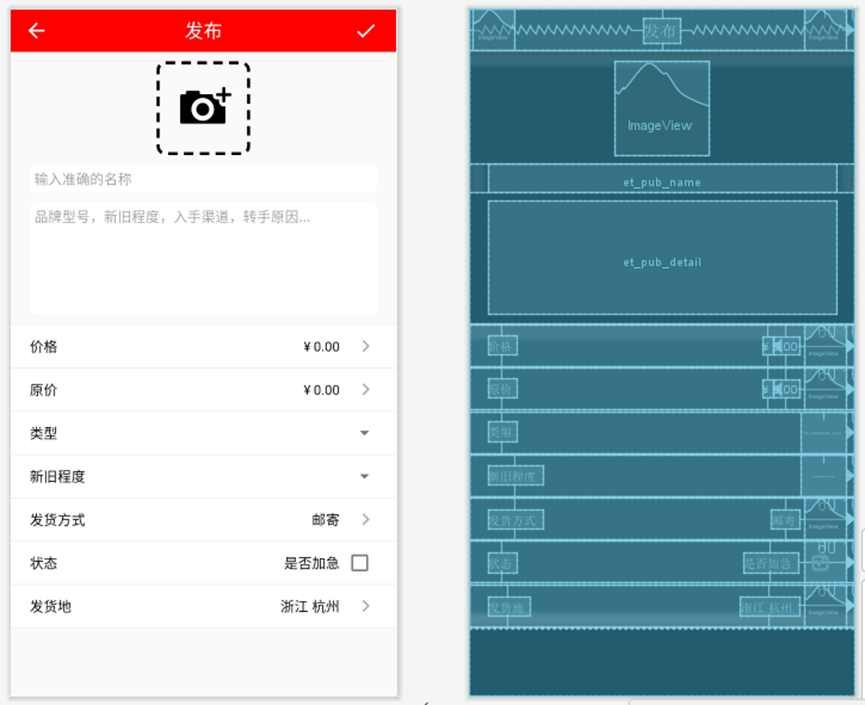 发布
输入准确的名称
品牌型号，新旧程度，入手渠道，转手原因...
价格 ¥ 0.00
原价 ¥ 0.00
类型
新旧程度
发货方式 邮寄
状态 是否加急
发货地 浙江 杭州
ImageView 发布 ImageView
ImageView
et_pub_name
et_pub_detail
价格 ¥ 00 ImageView
原价 ¥ 00 ImageView
类型
新旧程度
发货方式 邮寄 ImageView
状态 是否加急
发货地 浙江 杭州 ImageView